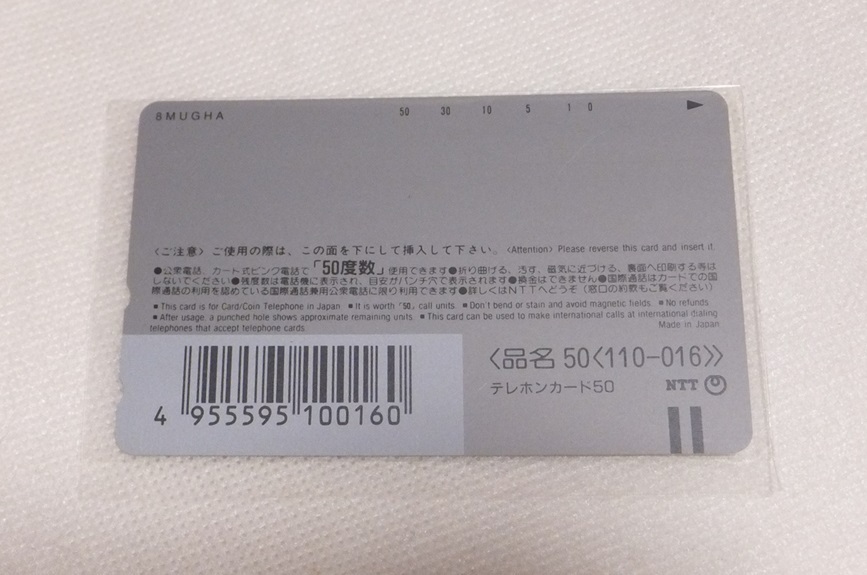 8MUGHA 50 30 10 5 1 0
〈ご注意〉ご使用の際は、この面を下にして挿入して下さい。〈Attention〉Please reverse this card and insert it.
●公衆電話、カード式ピンク電話で「50度数」使用できます●折り曲げる、汚す、磁気に近づける、裏面へ印刷する等は
しないでください●残度数は電話機に表示され、目安がパンチ穴で表示されます●換金はできません●国際通話はカードでの国
際通話の利用を認めている国際通話兼用公衆電話に限り利用できます●詳しくはNTTへどうぞ（窓口の約款もご覧ください）
■This card is for Card/Coin Telephone in Japan. ■It is worth「50」call units. ■Don't bend or stain and avoid magnetic fields. ■No refunds.
■After usage, a punched hole shows approximate remaining units. ■This card can be used to make international calls at international dialing
telephones that accept telephone cards. Made in Japan
〈品名 50〈110-016〉〉
テレホンカード50 NTT
4 955595 100160